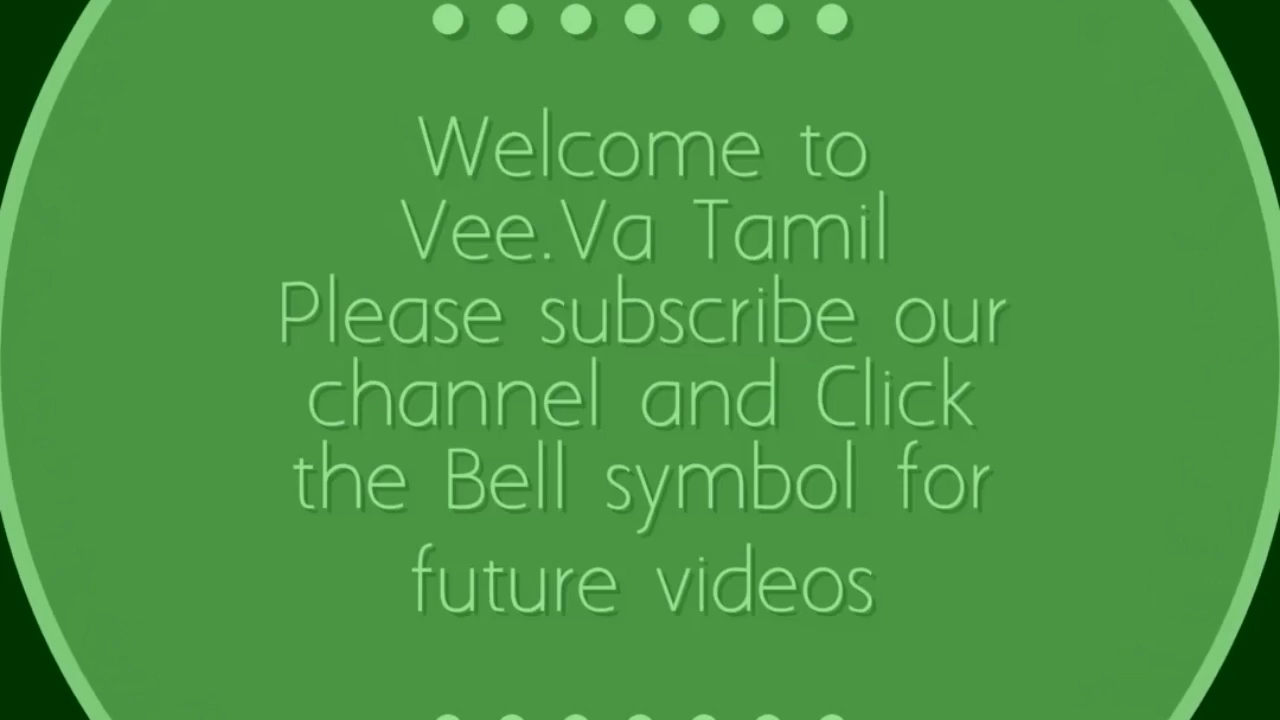 Welcome to
Vee.Va Tamil
Please subscribe our
channel and Click
the Bell symbol for
future videos